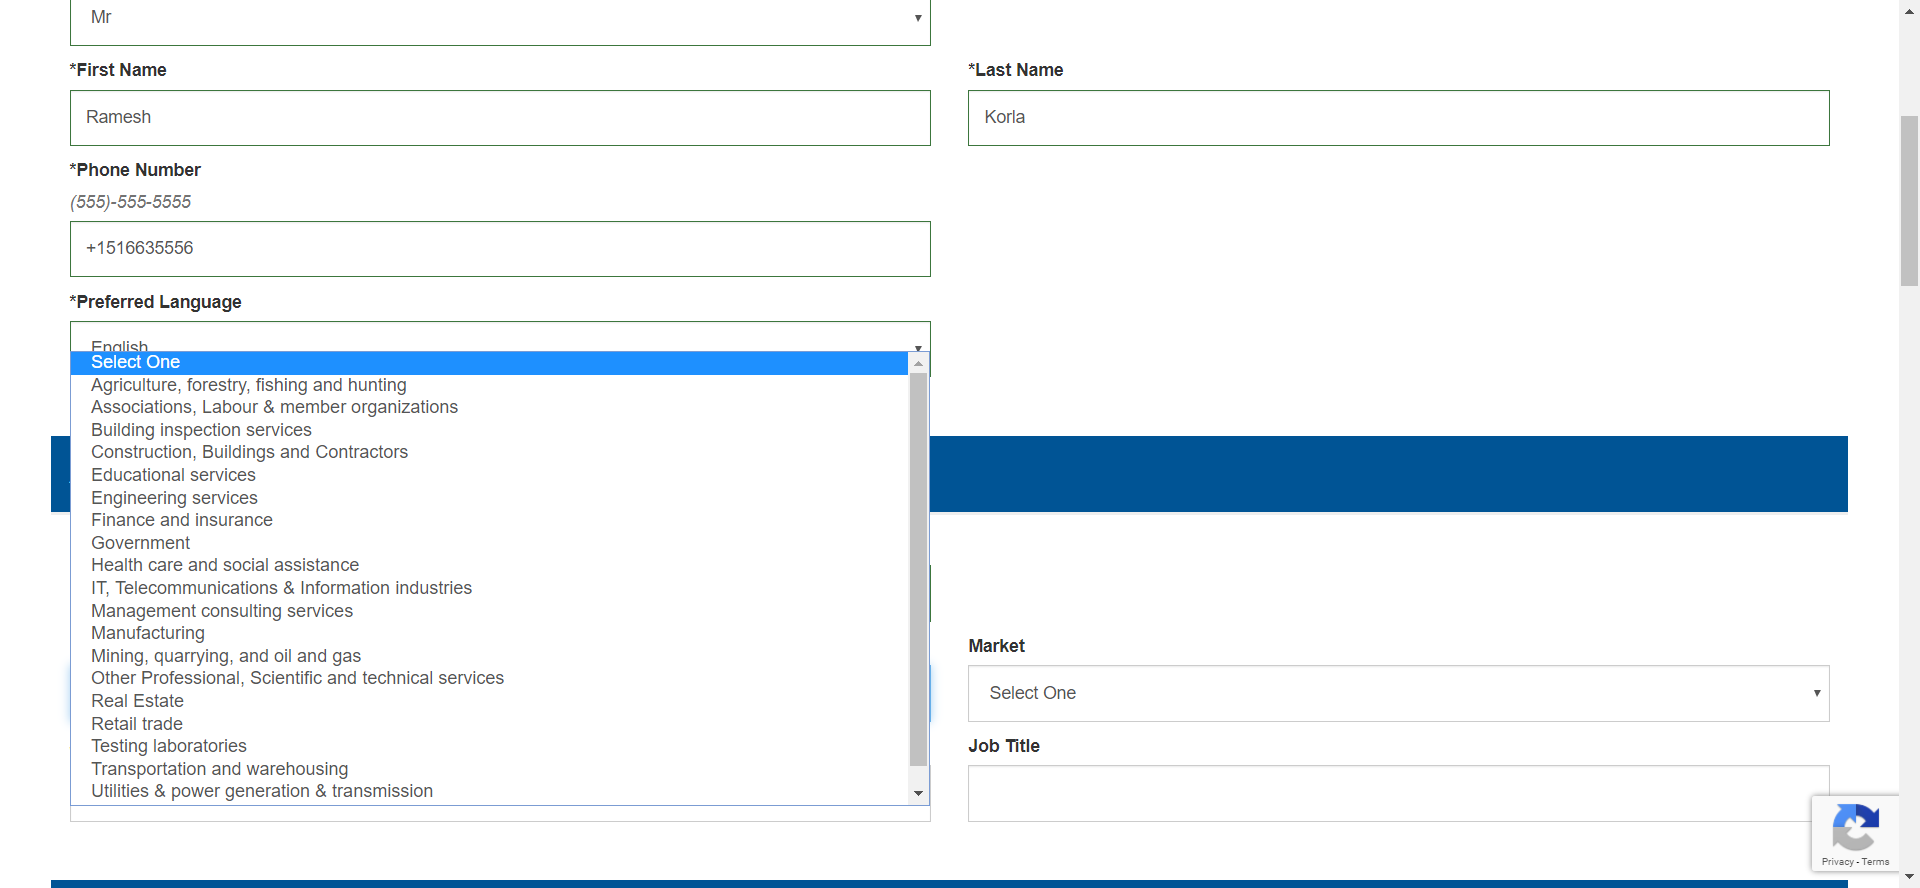 Mr
*First Name
*Last Name
Ramesh
Korla
*Phone Number
(555)-555-5555
+1516635556
*Preferred Language
English
Select One
Agriculture, forestry, fishing and hunting
Associations, Labour & member organizations
Building inspection services
Construction, Buildings and Contractors
Educational services
Engineering services
Finance and insurance
Government
Health care and social assistance
IT, Telecommunications & Information industries
Management consulting services
Manufacturing
Mining, quarrying, and oil and gas
Other Professional, Scientific and technical services
Real Estate
Retail trade
Testing laboratories
Transportation and warehousing
Utilities & power generation & transmission
Market
Select One
Job Title
Privacy - Terms